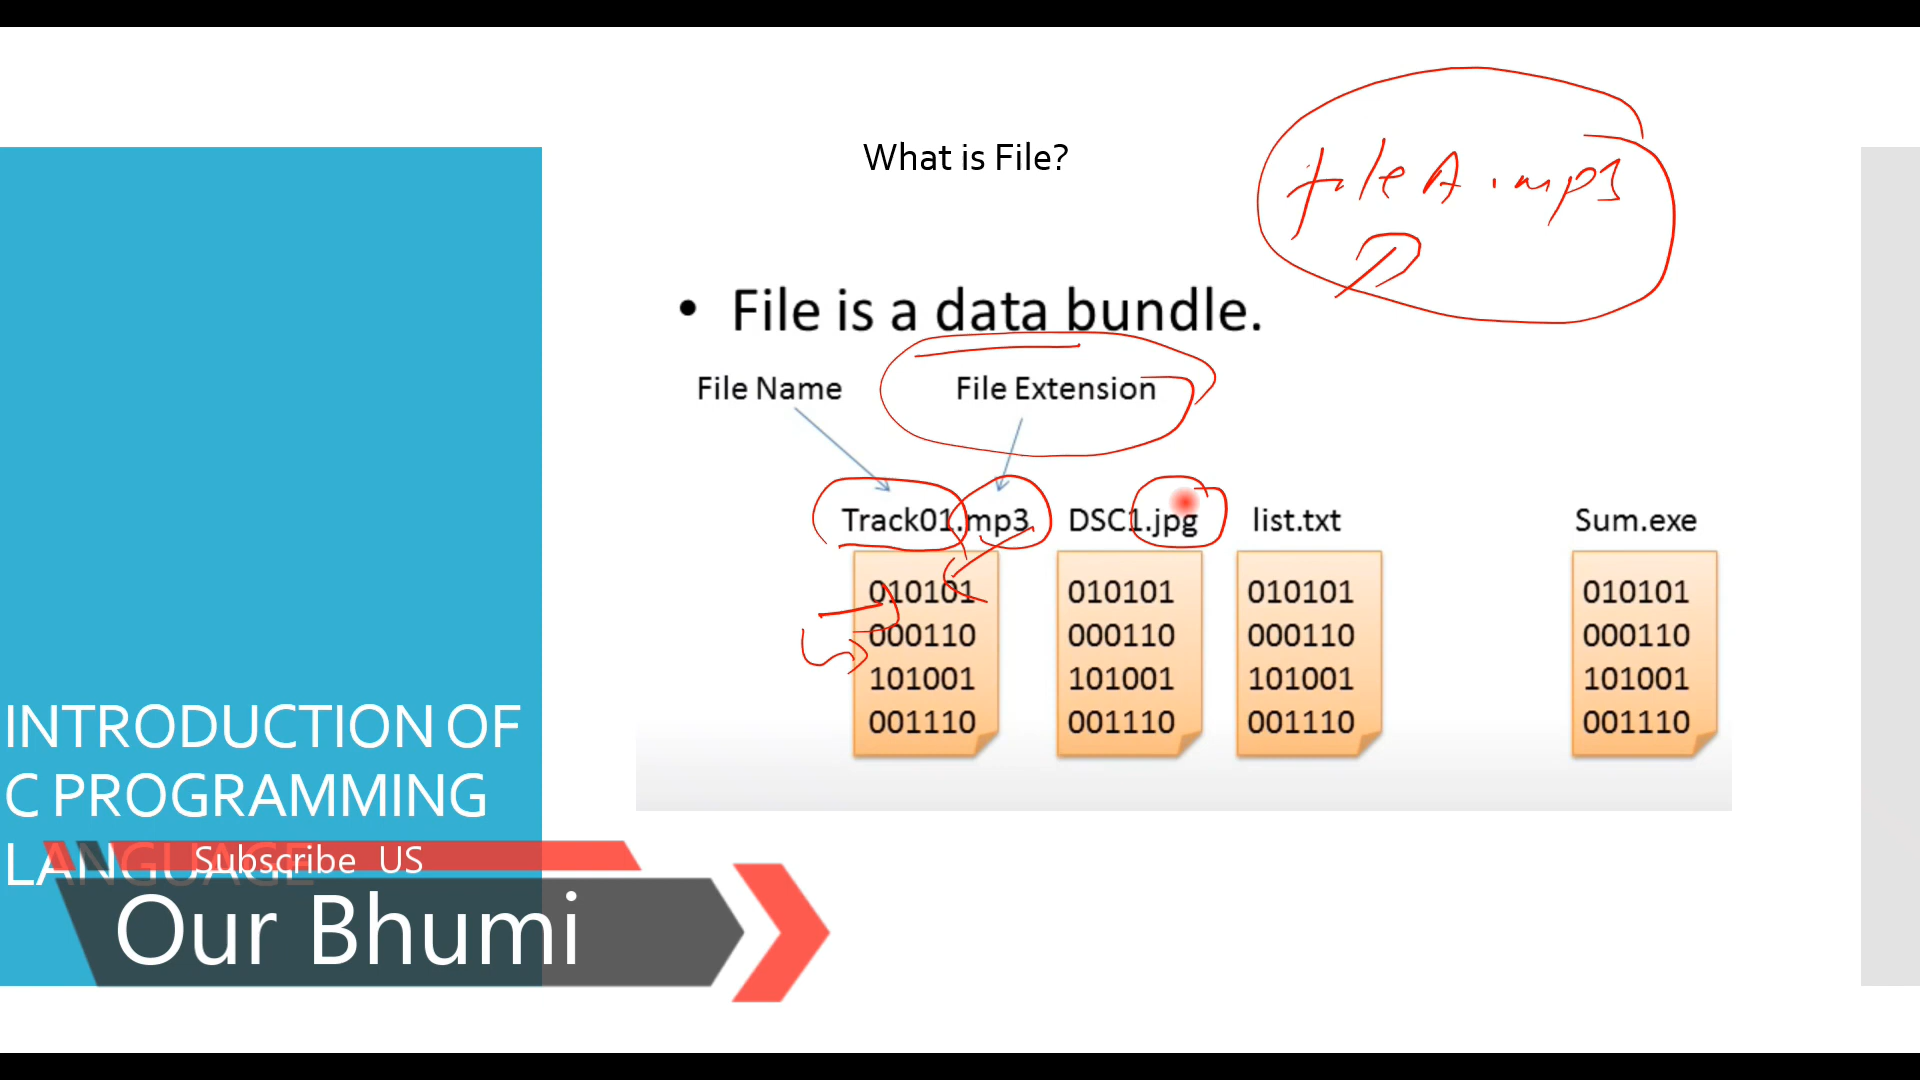 What is File?
fileA.mp3
• File is a data bundle.
File Name File Extension
Track01.mp3 DSC1.jpg list.txt Sum.exe
010101 010101 010101 010101
000110 000110 000110 000110
101001 101001 101001 101001
001110 001110 001110 001110
INTRODUCTION OF
C PROGRAMMING
LANGUAGE
Subscribe US
Our Bhumi